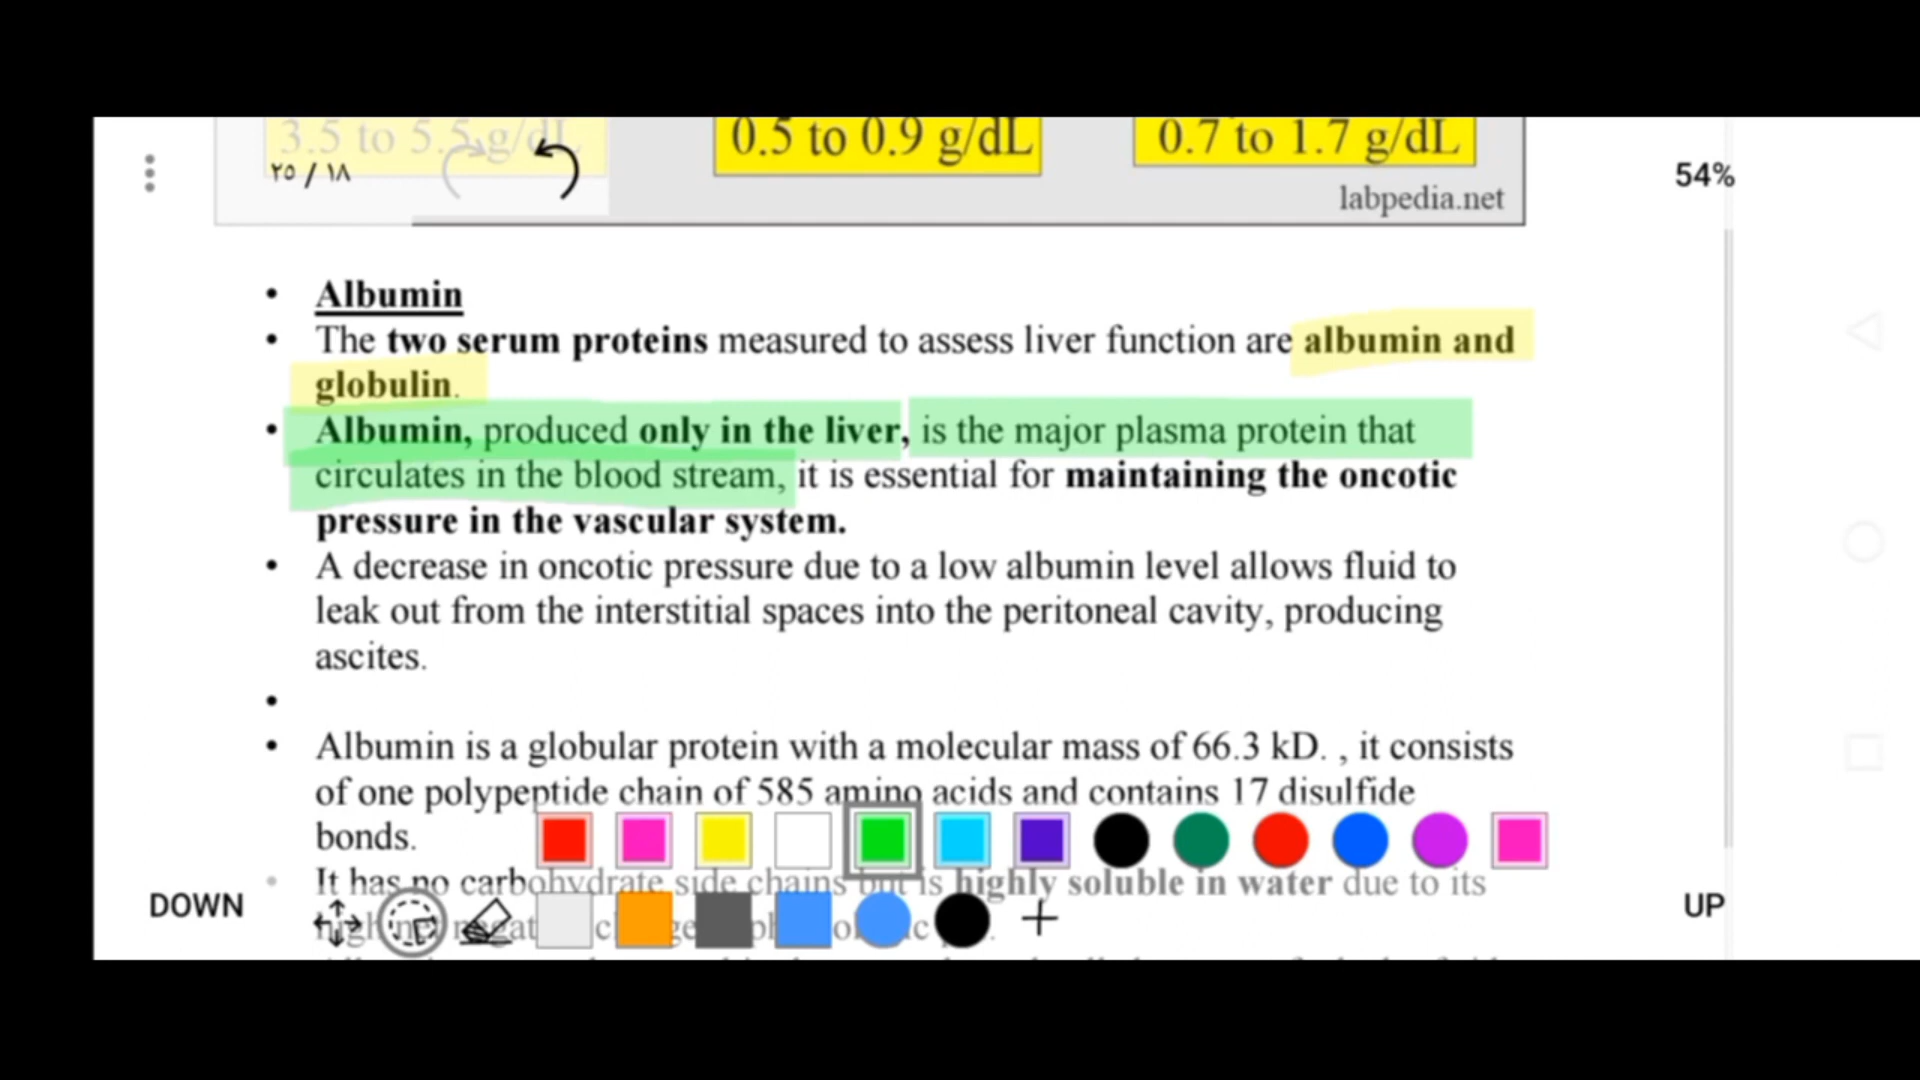 3.5 to 5.5 g/dL
0.5 to 0.9 g/dL
0.7 to 1.7 g/dL
٢٥ / ١٨
54%
labpedia.net
• Albumin
• The two serum proteins measured to assess liver function are albumin and
globulin.
• Albumin, produced only in the liver, is the major plasma protein that
circulates in the blood stream, it is essential for maintaining the oncotic
pressure in the vascular system.
• A decrease in oncotic pressure due to a low albumin level allows fluid to
leak out from the interstitial spaces into the peritoneal cavity, producing
ascites.
•
• Albumin is a globular protein with a molecular mass of 66.3 kD. , it consists
of one polypeptide chain of 585 amino acids and contains 17 disulfide
bonds.
• It has no carbohydrate side chains but is highly soluble in water due to its
DOWN
UP